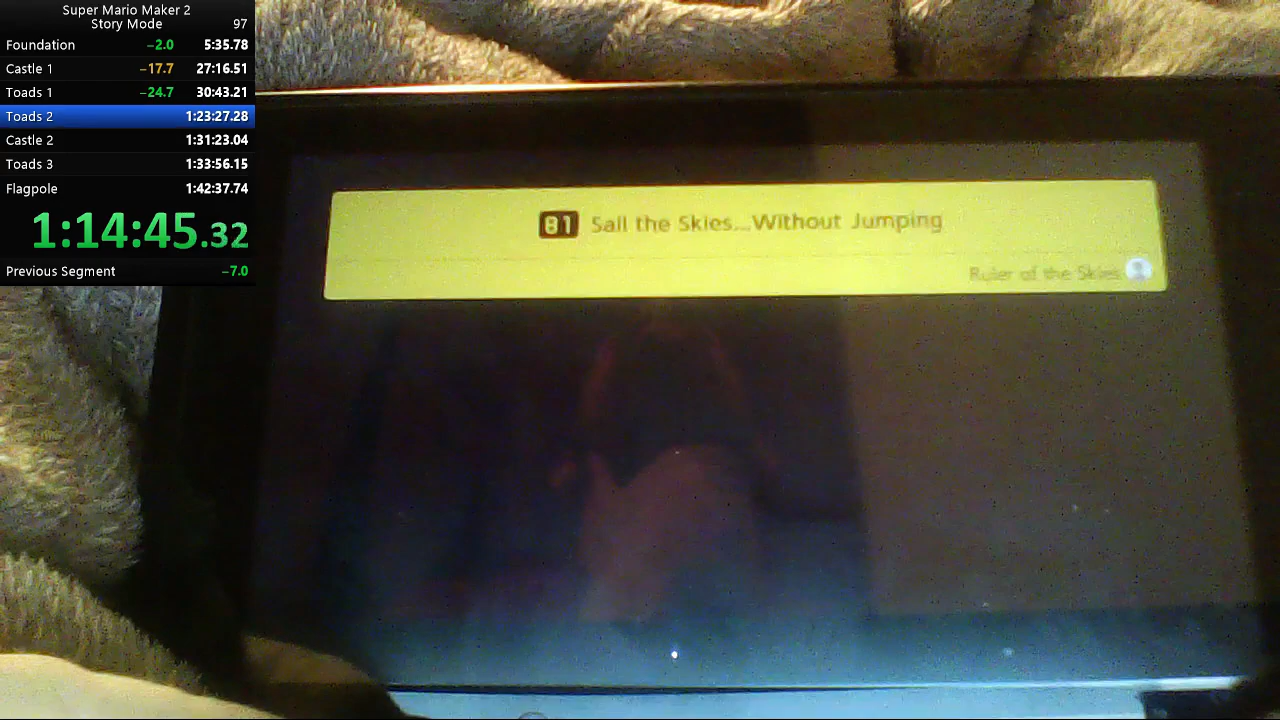 Super Mario Maker 2
Story Mode 97
Foundation −2.0 5:35.78
Castle 1 −17.7 27:16.51
Toads 1 −24.7 30:43.21
Toads 2 1:23:27.28
Castle 2 1:31:23.04
Toads 3 1:33:56.15
Flagpole 1:42:37.74
1:14:45.32
Previous Segment −7.0
81 Sail the Skies...Without Jumping
Ruler of the Skies